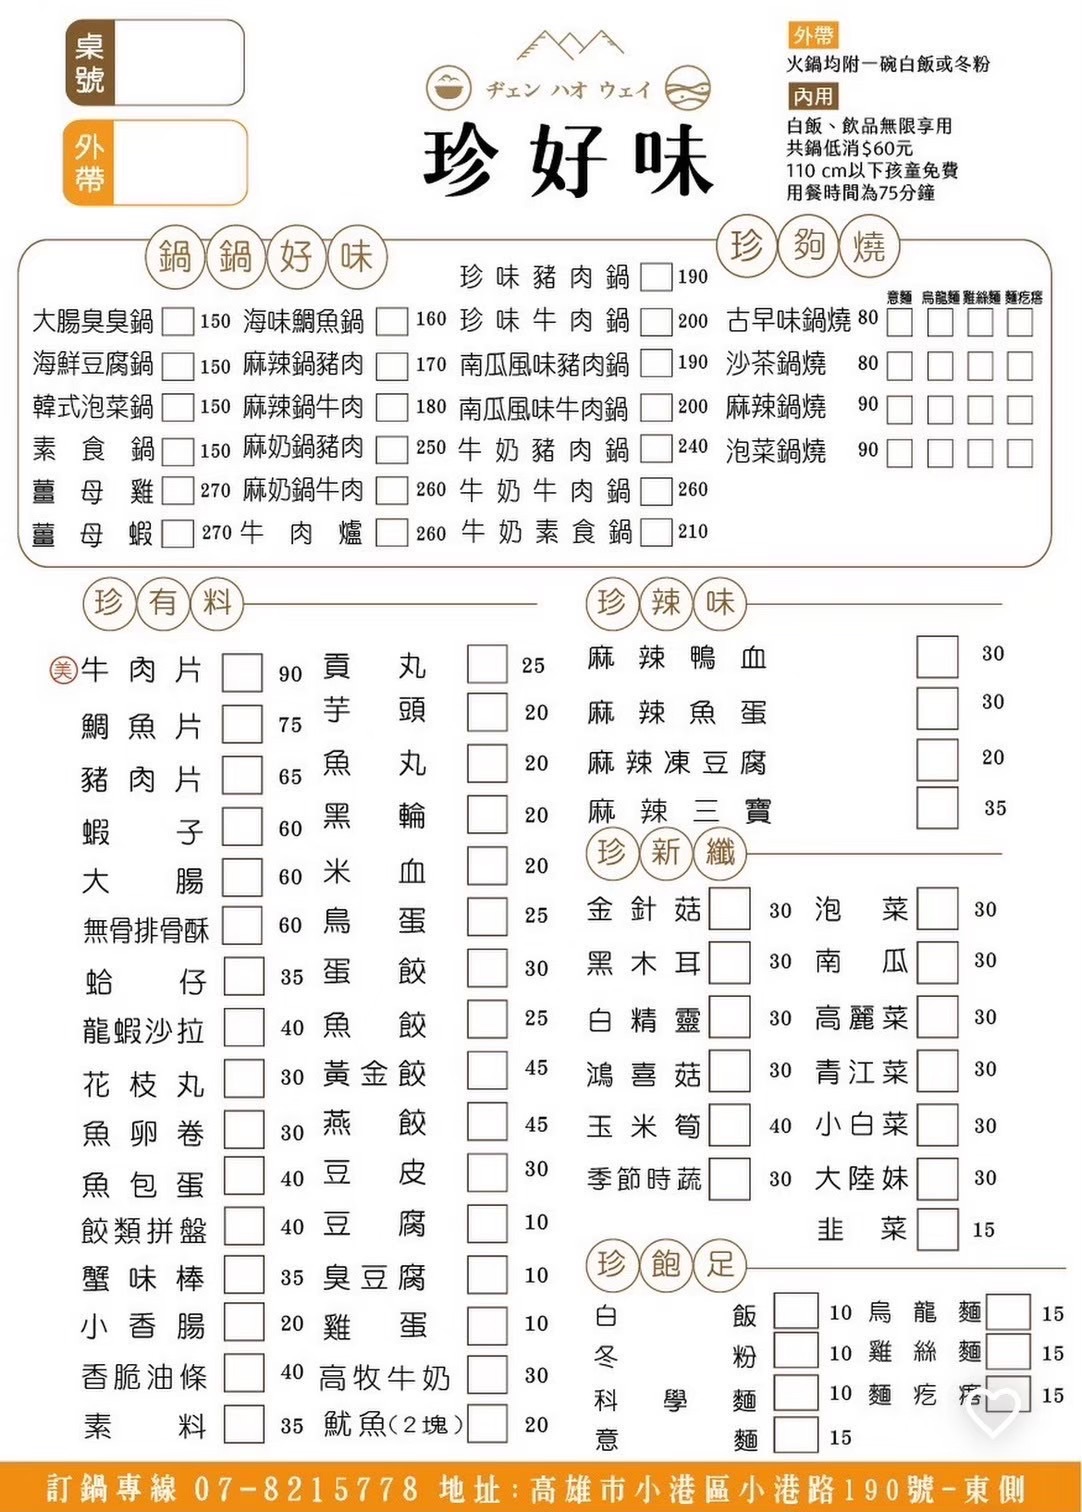 桌號
外帶
ヂェン ハオ ウェイ
珍好味
外帶
火鍋均附一碗白飯或冬粉
內用
白飯、飲品無限享用
共鍋低消$60元
110 cm以下孩童免費
用餐時間為75分鐘
鍋鍋好味
大腸臭臭鍋 150
海鮮豆腐鍋 150
韓式泡菜鍋 150
素食鍋 150
薑母雞 270
薑母蝦 270
海味鯛魚鍋 160
麻辣鍋豬肉 170
麻辣鍋牛肉 180
麻奶鍋豬肉 250
麻奶鍋牛肉 260
牛肉爐 260
珍味豬肉鍋 190
珍味牛肉鍋 200
南瓜風味豬肉鍋 190
南瓜風味牛肉鍋 200
牛奶豬肉鍋 240
牛奶牛肉鍋 260
牛奶素食鍋 210
珍夠燒
意麵 烏龍麵 雞絲麵 麵疙瘩
古早味鍋燒 80
沙茶鍋燒 80
麻辣鍋燒 90
泡菜鍋燒 90
珍有料
美 牛肉片 90
鯛魚片 75
豬肉片 65
蝦子 60
大腸 60
無骨排骨酥 60
蛤仔 35
龍蝦沙拉 40
花枝丸 30
魚卵卷 30
魚包蛋 40
餃類拼盤 40
蟹味棒 35
小香腸 20
香脆油條 40
素料 35
貢丸 25
芋頭 20
魚丸 20
黑輪 20
米血 20
鳥蛋 25
蛋餃 30
魚餃 25
黃金餃 45
燕餃 45
豆皮 30
豆腐 10
臭豆腐 10
雞蛋 10
高牧牛奶 30
魷魚(2塊) 20
珍辣味
麻辣鴨血 30
麻辣魚蛋 30
麻辣凍豆腐 20
麻辣三寶 35
珍新纖
金針菇 30
黑木耳 30
白精靈 30
鴻喜菇 30
玉米筍 40
季節時蔬 30
泡菜 30
南瓜 30
高麗菜 30
青江菜 30
小白菜 30
大陸妹 30
韭菜 15
珍飽足
白飯 10
冬粉 10
科學麵 10
意麵 15
烏龍麵 15
雞絲麵 15
麵疙瘩 15
訂鍋專線 07-8215778 地址:高雄市小港區小港路190號-東側